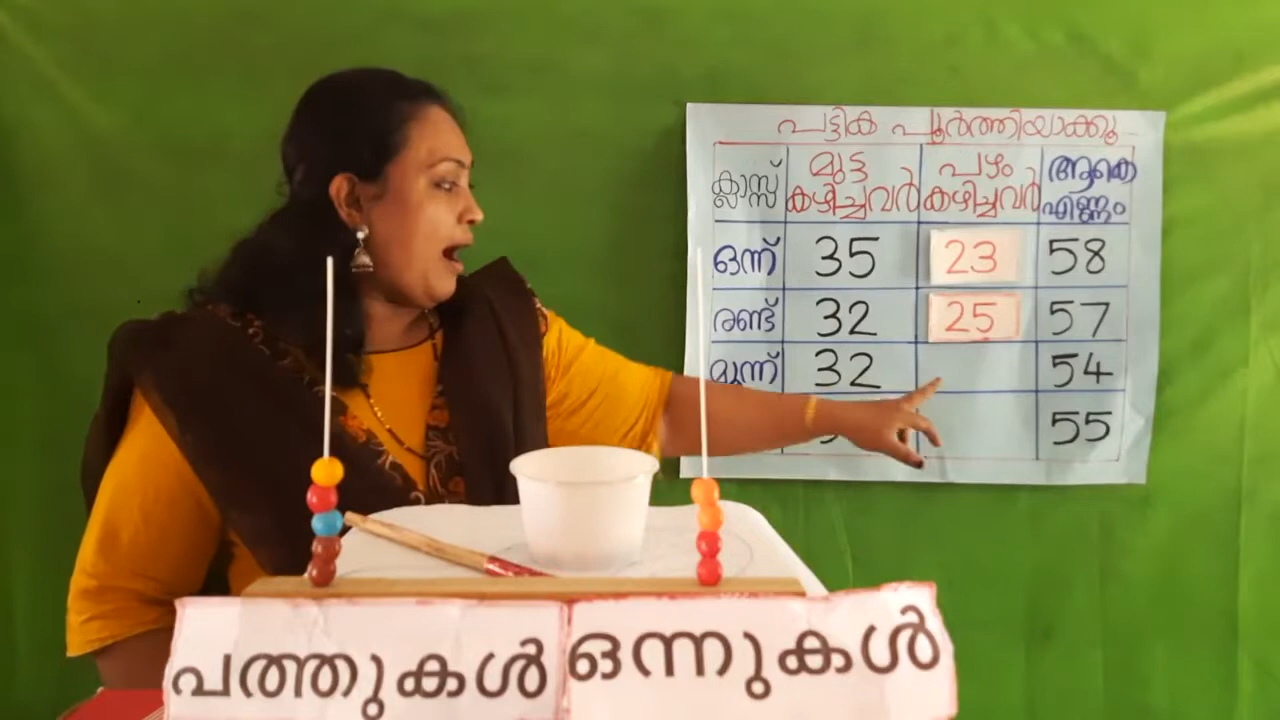 പട്ടിക പൂർത്തിയാക്കൂ
ക്ലാസ്സ് മുട്ട കഴിച്ചവർ പഴം കഴിച്ചവർ ആകെ എണ്ണം
ഒന്ന് 35 23 58
രണ്ട് 32 25 57
മൂന്ന് 32 54
55
പത്തുകൾ ഒന്നുകൾ